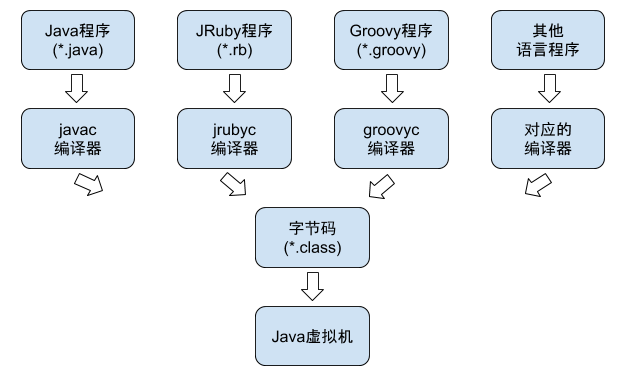 Java程序
(*.java)
JRuby程序
(*.rb)
Groovy程序
(*.groovy)
其他
语言程序
javac
编译器
jrubyc
编译器
groovyc
编译器
对应的
编译器
字节码
(*.class)
Java虚拟机